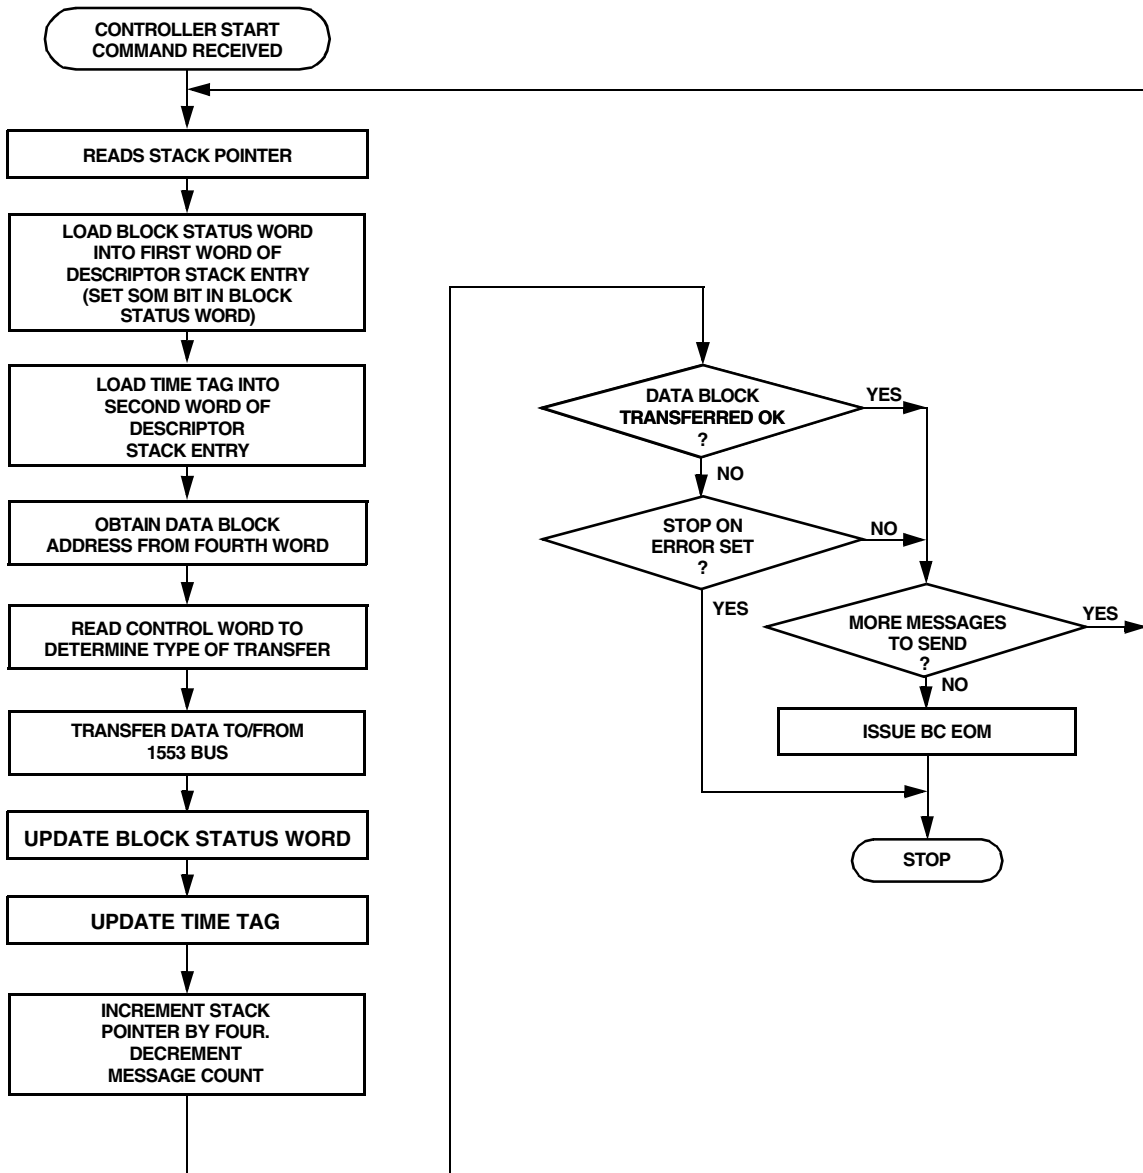 CONTROLLER START
COMMAND RECEIVED
READS STACK POINTER
LOAD BLOCK STATUS WORD
INTO FIRST WORD OF
DESCRIPTOR STACK ENTRY
(SET SOM BIT IN BLOCK
STATUS WORD)
LOAD TIME TAG INTO
SECOND WORD OF
DESCRIPTOR
STACK ENTRY
OBTAIN DATA BLOCK
ADDRESS FROM FOURTH WORD
READ CONTROL WORD TO
DETERMINE TYPE OF TRANSFER
TRANSFER DATA TO/FROM
1553 BUS
UPDATE BLOCK STATUS WORD
UPDATE TIME TAG
INCREMENT STACK
POINTER BY FOUR.
DECREMENT
MESSAGE COUNT
DATA BLOCK
TRANSFERRED OK
?
YES
NO
STOP ON
ERROR SET
?
NO
YES
MORE MESSAGES
TO SEND
?
YES
NO
ISSUE BC EOM
STOP